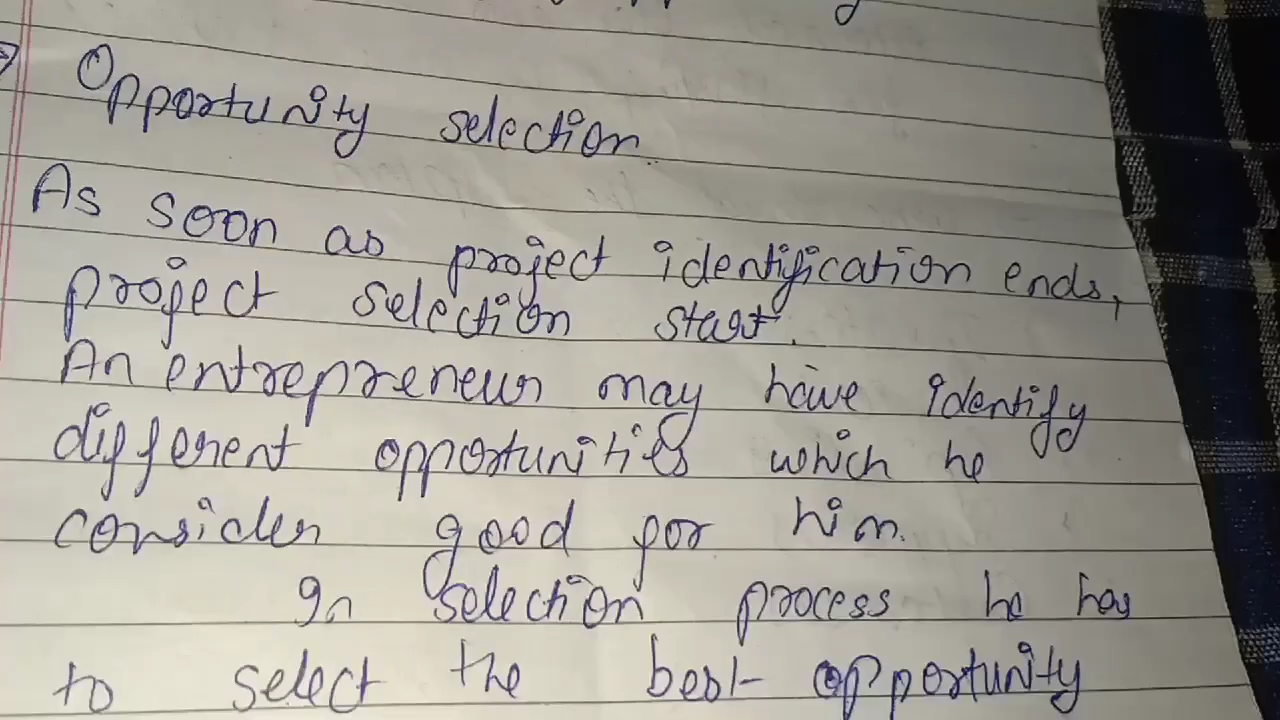 Opportunity selection
As soon as project identification ends,
project selection start.
An entrepreneur may have identify
different opportunities which he
consider good for him.
In selection process he has
to select the best opportunity